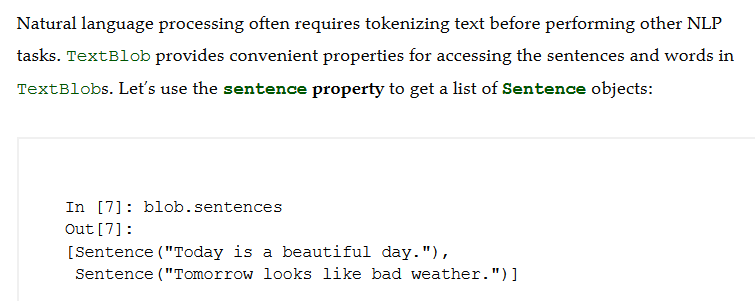 Natural language processing often requires tokenizing text before performing other NLP
tasks. TextBlob provides convenient properties for accessing the sentences and words in
TextBlobs. Let's use the sentence property to get a list of Sentence objects:
In [7]: blob.sentences
Out[7]:
[Sentence("Today is a beautiful day."),
 Sentence("Tomorrow looks like bad weather.")]